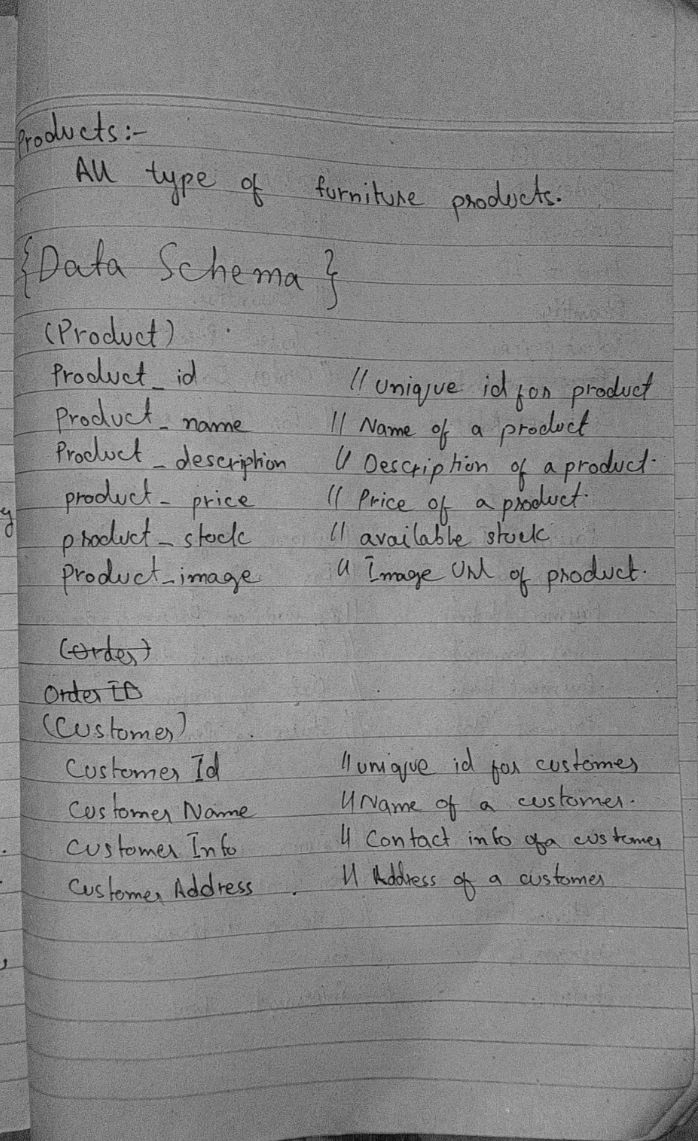 Products:-
All type of furniture products.
{Data Schema}
(Product)
Product_id // Unique id for product
Product_name // Name of a product
Product_description // Description of a product.
product_price // Price of a product.
product_stock // available stock
Product_image // Image Url of product.
(Order)
Order ID
(Customer)
Customer Id // unique id for customer
Customer Name // Name of a customer.
Customer Info // Contact info of a customer
Customer Address // Address of a customer